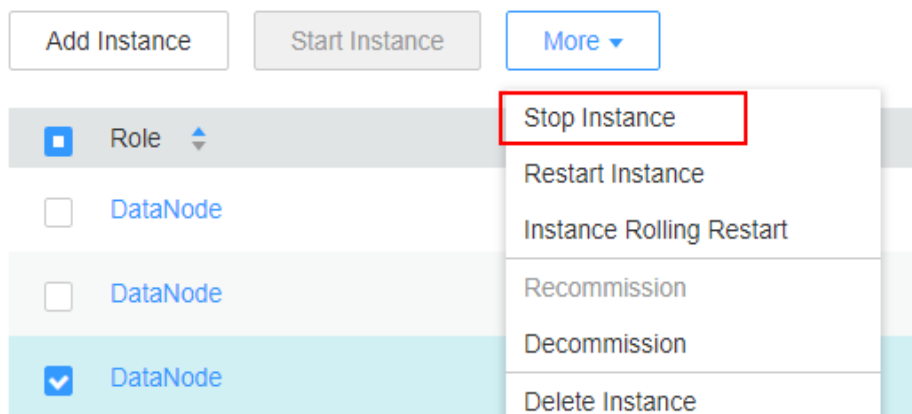 Add Instance
Start Instance
More
Stop Instance
Role
Restart Instance
DataNode
Instance Rolling Restart
Recommission
DataNode
Decommission
DataNode
Delete Instance